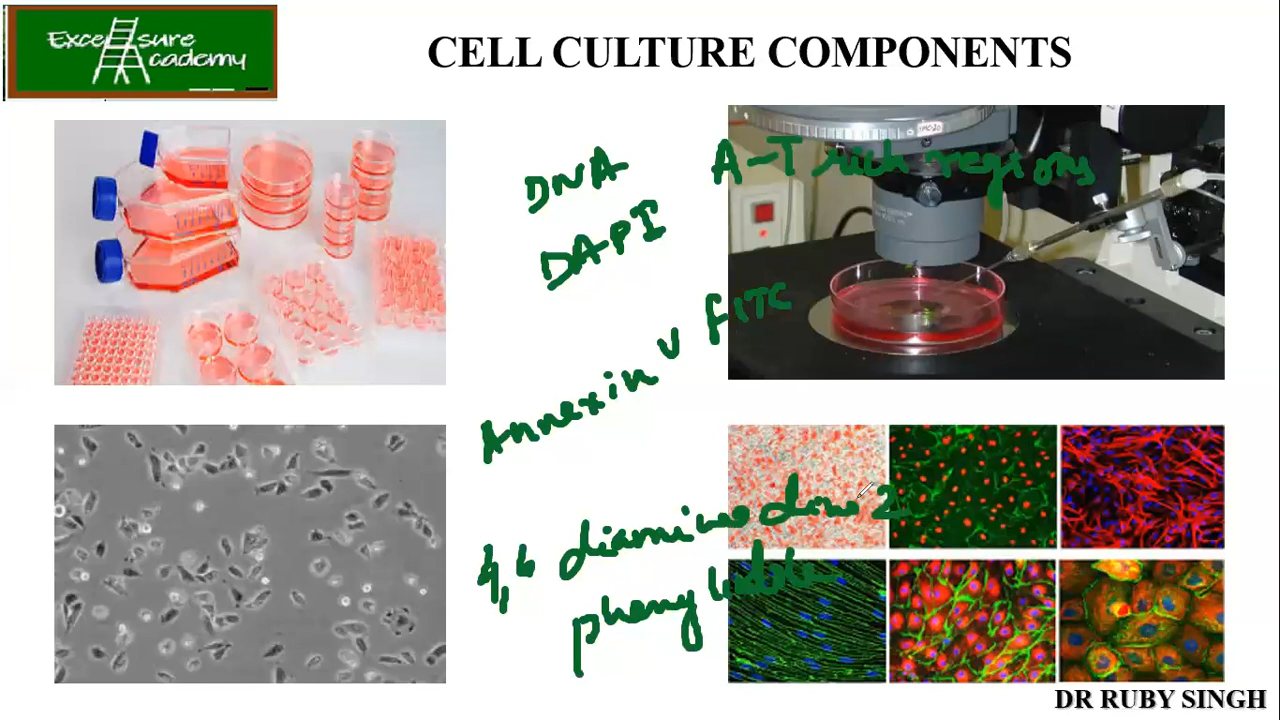 Excel sure
Academy
CELL CULTURE COMPONENTS
DNA
A-T rich regions
DAPI
Annexin V FITC
4,6 diamino 2
phenyl
DR RUBY SINGH